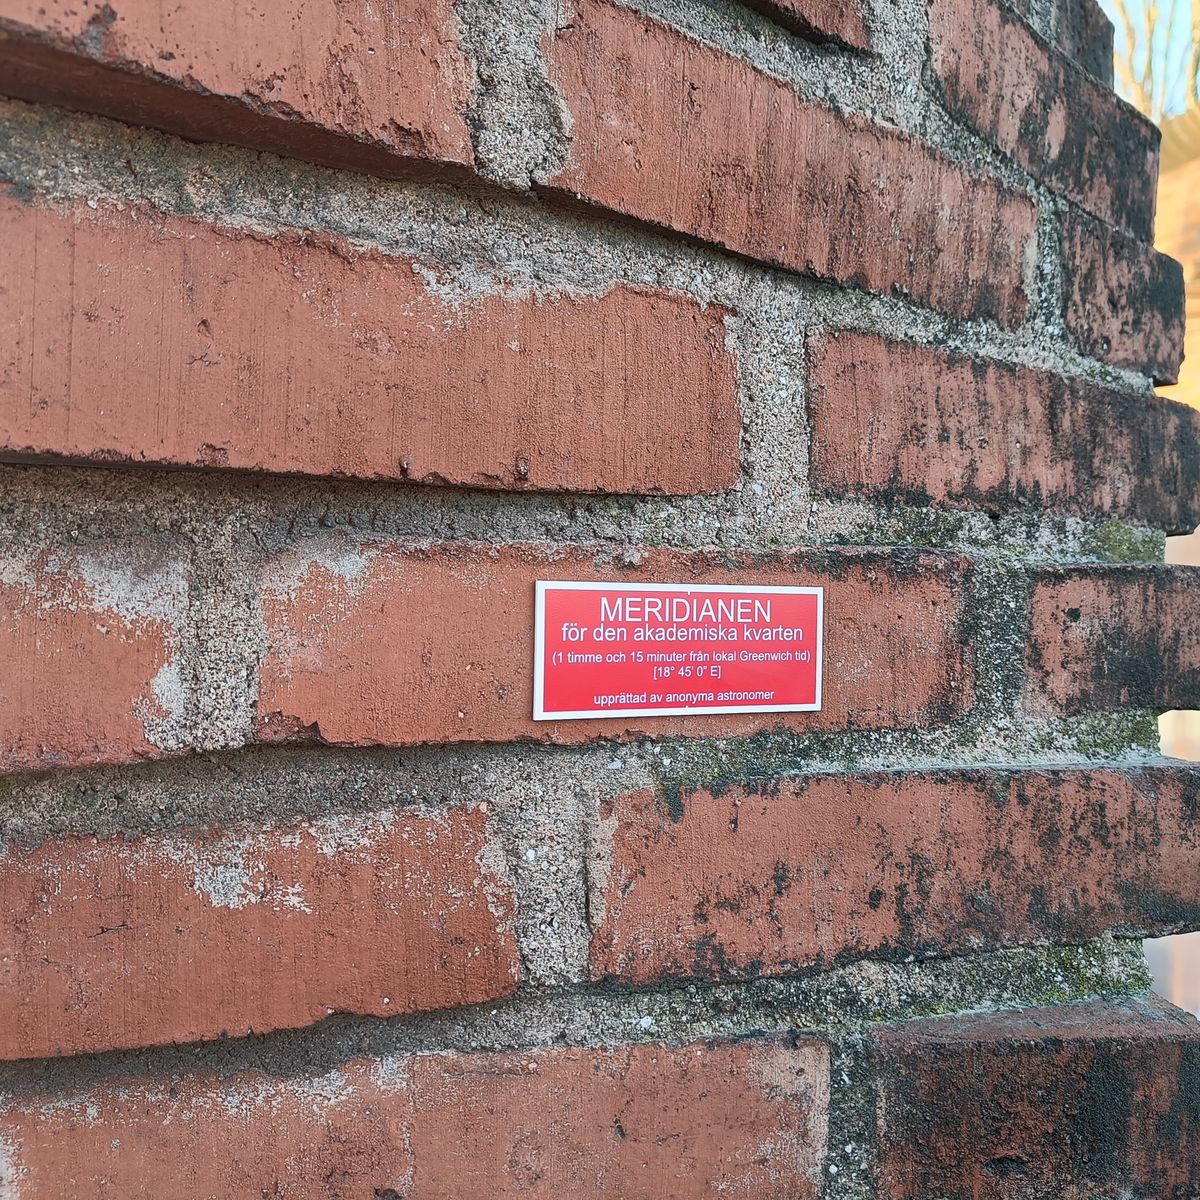 MERIDIANEN
för den akademiska kvarten
(1 timme och 15 minuter från lokal Greenwich tid)
[18° 45' 0" E]
upprättad av anonyma astronomer